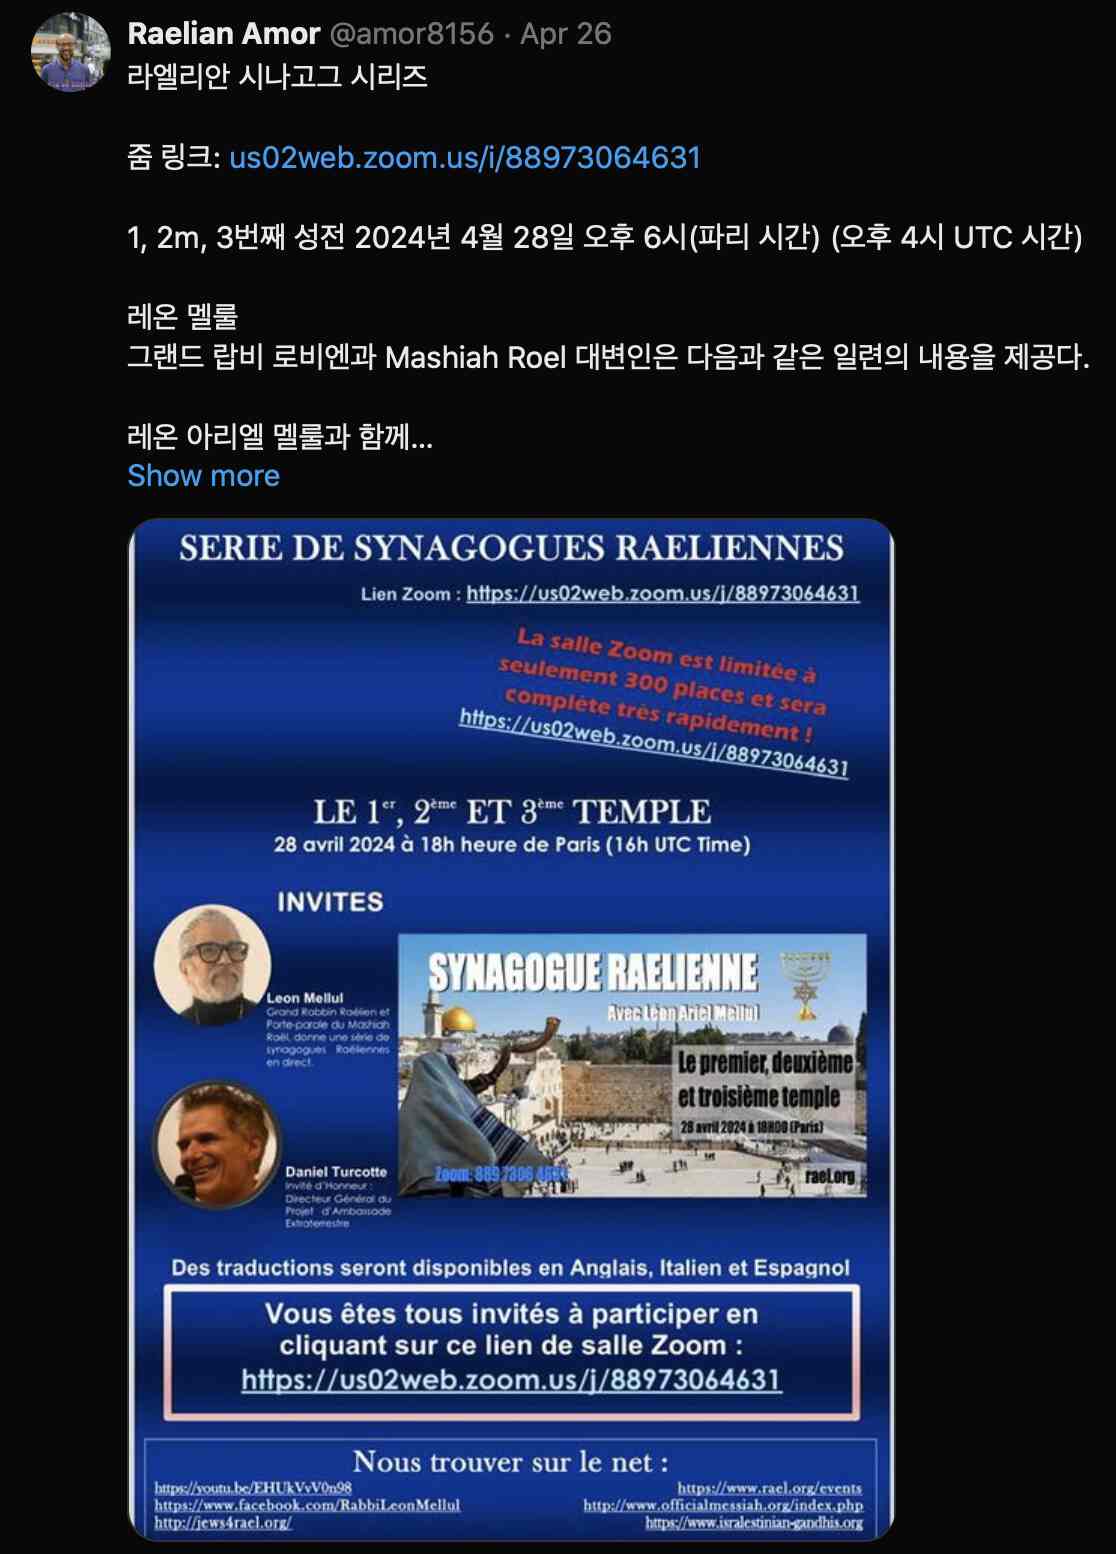 Raelian Amor @amor8156 · Apr 26
라엘리안 시나고그 시리즈
줌 링크: us02web.zoom.us/i/88973064631
1, 2m, 3번째 성전 2024년 4월 28일 오후 6시(파리 시간) (오후 4시 UTC 시간)
레온 멜룰
그랜드 랍비 로비엔과 Mashiah Roel 대변인은 다음과 같은 일련의 내용을 제공다.
레온 아리엘 멜룰과 함께...
Show more
SERIE DE SYNAGOGUES RAELIENNES
Lien Zoom : https://us02web.zoom.us/j/88973064631
La salle Zoom est limitée à
seulement 300 places et sera
complète très rapidement !
https://us02web.zoom.us/j/88973064631
LE 1er, 2ème ET 3ème TEMPLE
28 avril 2024 à 18h heure de Paris (16h UTC Time)
INVITES
Leon Mellul
Grand Rabbin Raëlien et
Porte-parole du Mashiah
Raël, donne une série de
synagogues Raëliennes
en direct.
SYNAGOGUE RAELIENNE
Avec Léon Ariel Mellul
Le premier, deuxième
et troisième temple
28 avril 2024 à 18H00 (Paris)
Zoom: 889 7306 4631
rael.org
Daniel Turcotte
Invité d'Honneur :
Directeur Général du
Projet d'Ambassade
Extraterrestre
Des traductions seront disponibles en Anglais, Italien et Espagnol
Vous êtes tous invités à participer en
cliquant sur ce lien de salle Zoom :
https://us02web.zoom.us/j/88973064631
Nous trouver sur le net :
https://youtu.be/EHUkVvV0n98
https://www.facebook.com/RabbiLeonMellul
http://jews4rael.org/
https://www.rael.org/events
http://www.officialmessiah.org/index.php
https://www.isralestinian-gandhis.org